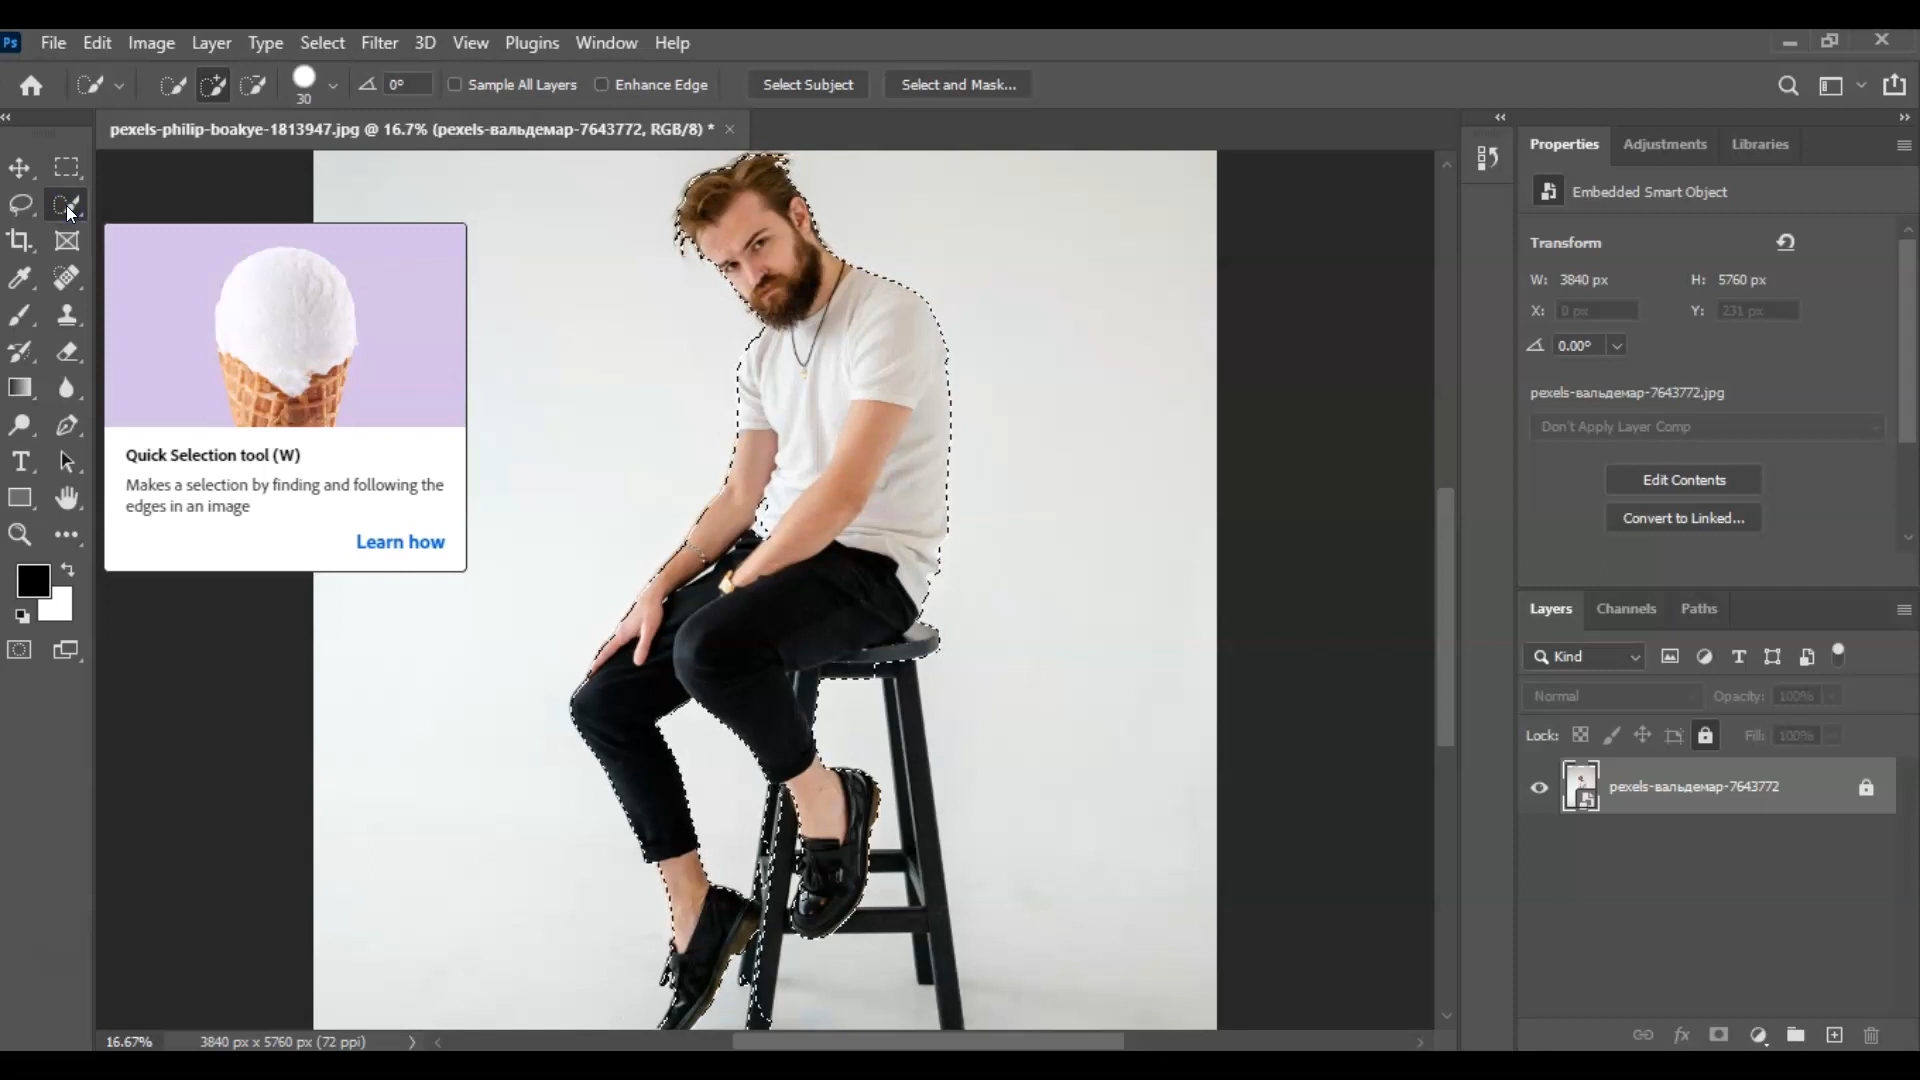 Ps File Edit Image Layer Type Select Filter 3D View Plugins Window Help
30 0° Sample All Layers Enhance Edge Select Subject Select and Mask...
pexels-philip-boakye-1813947.jpg @ 16.7% (pexels-вальдемар-7643772, RGB/8) *
Quick Selection tool (W)
Makes a selection by finding and following the
edges in an image
Learn how
Properties Adjustments Libraries
Embedded Smart Object
Transform
W: 3840 px H: 5760 px
X: 0 px Y: 231 px
0.00°
pexels-вальдемар-7643772.jpg
Don't Apply Layer Comp
Edit Contents
Convert to Linked...
Layers Channels Paths
Kind
Normal Opacity: 100%
Lock: Fill: 100%
pexels-вальдемар-7643772
fx
16.67% 3840 px x 5760 px (72 ppi)